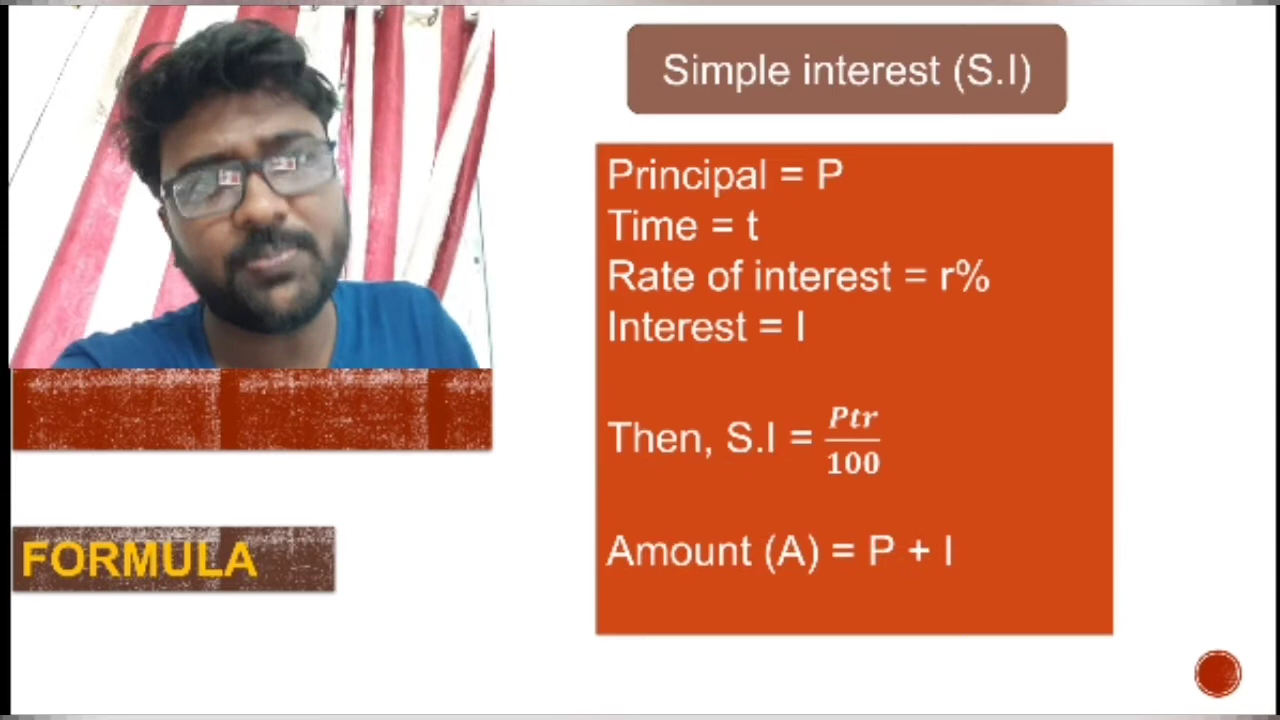 Simple interest (S.I)
Principal = P
Time = t
Rate of interest = r%
Interest = I
Then, S.I = Ptr/100
Amount (A) = P + I
FORMULA